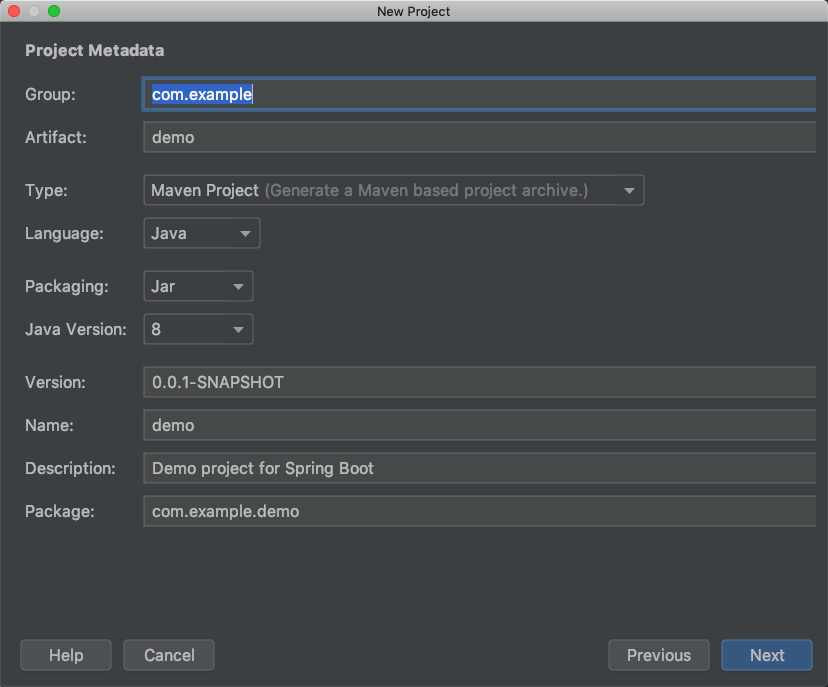 New Project
Project Metadata
Group: com.example
Artifact: demo
Type: Maven Project (Generate a Maven based project archive.)
Language: Java
Packaging: Jar
Java Version: 8
Version: 0.0.1-SNAPSHOT
Name: demo
Description: Demo project for Spring Boot
Package: com.example.demo
Help Cancel Previous Next